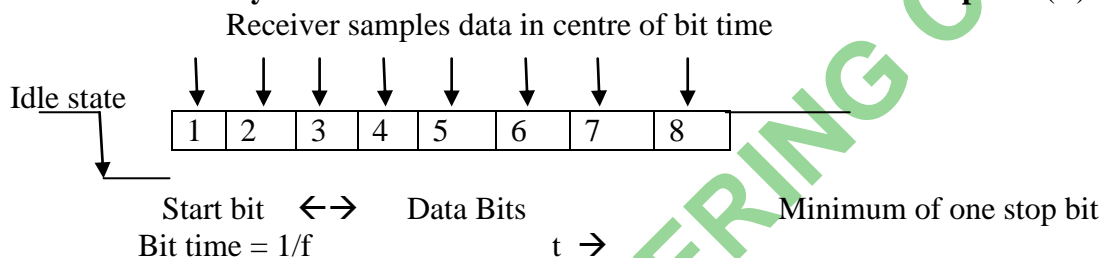 Receiver samples data in centre of bit time
Idle state
1 2 3 4 5 6 7 8
Start bit ←→ Data Bits Minimum of one stop bit
Bit time = 1/f t →
ERING